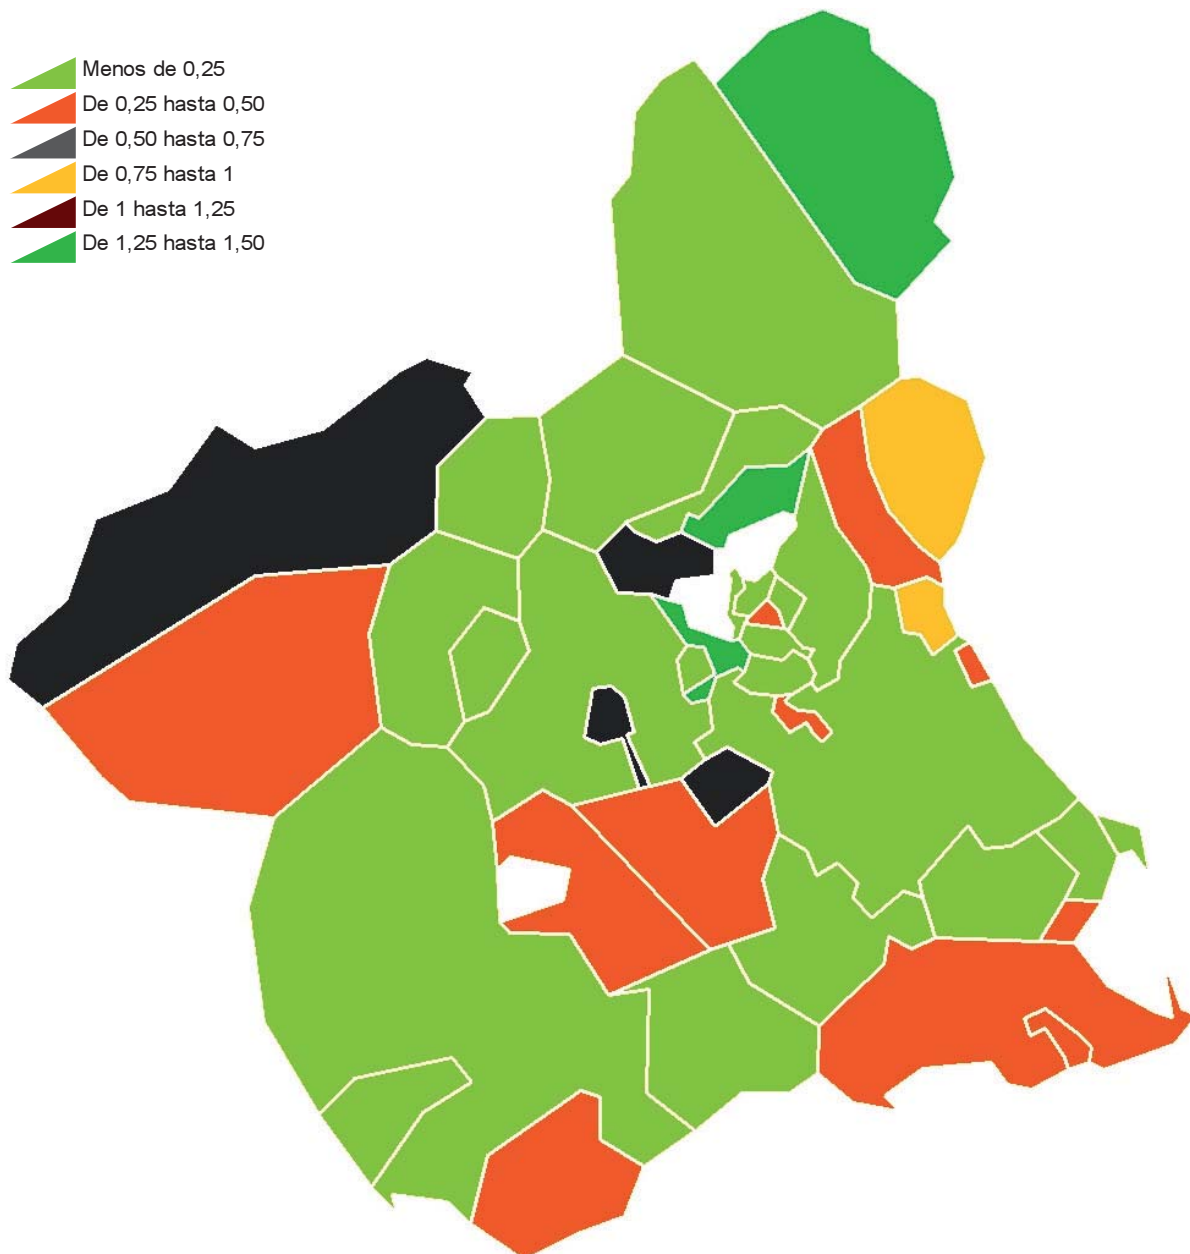 Menos de 0,25
De 0,25 hasta 0,50
De 0,50 hasta 0,75
De 0,75 hasta 1
De 1 hasta 1,25
De 1,25 hasta 1,50